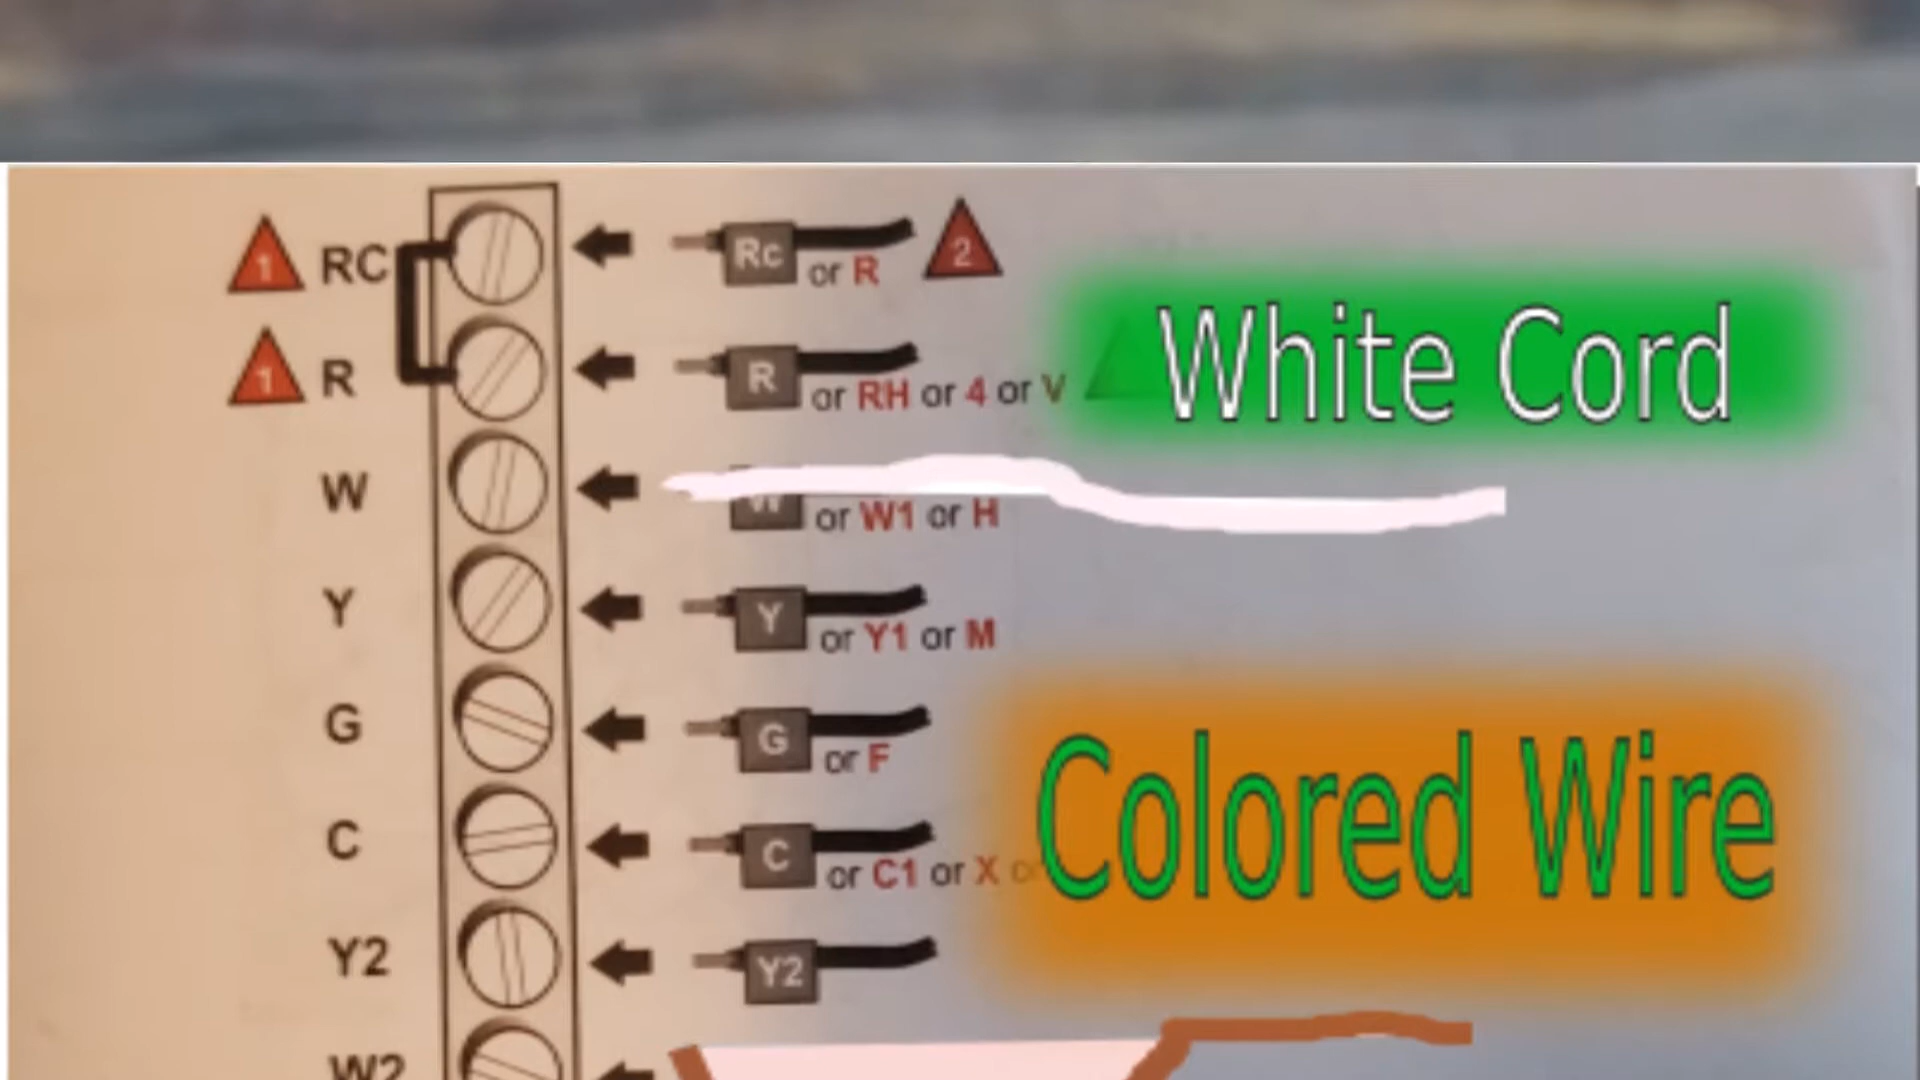 1 RC Rc or R 2
1 R R or RH or 4 or V
White Cord
W or W1 or H
Y Y or Y1 or M
G G or F
C C or C1 or X or
Colored Wire
Y2 Y2
W2